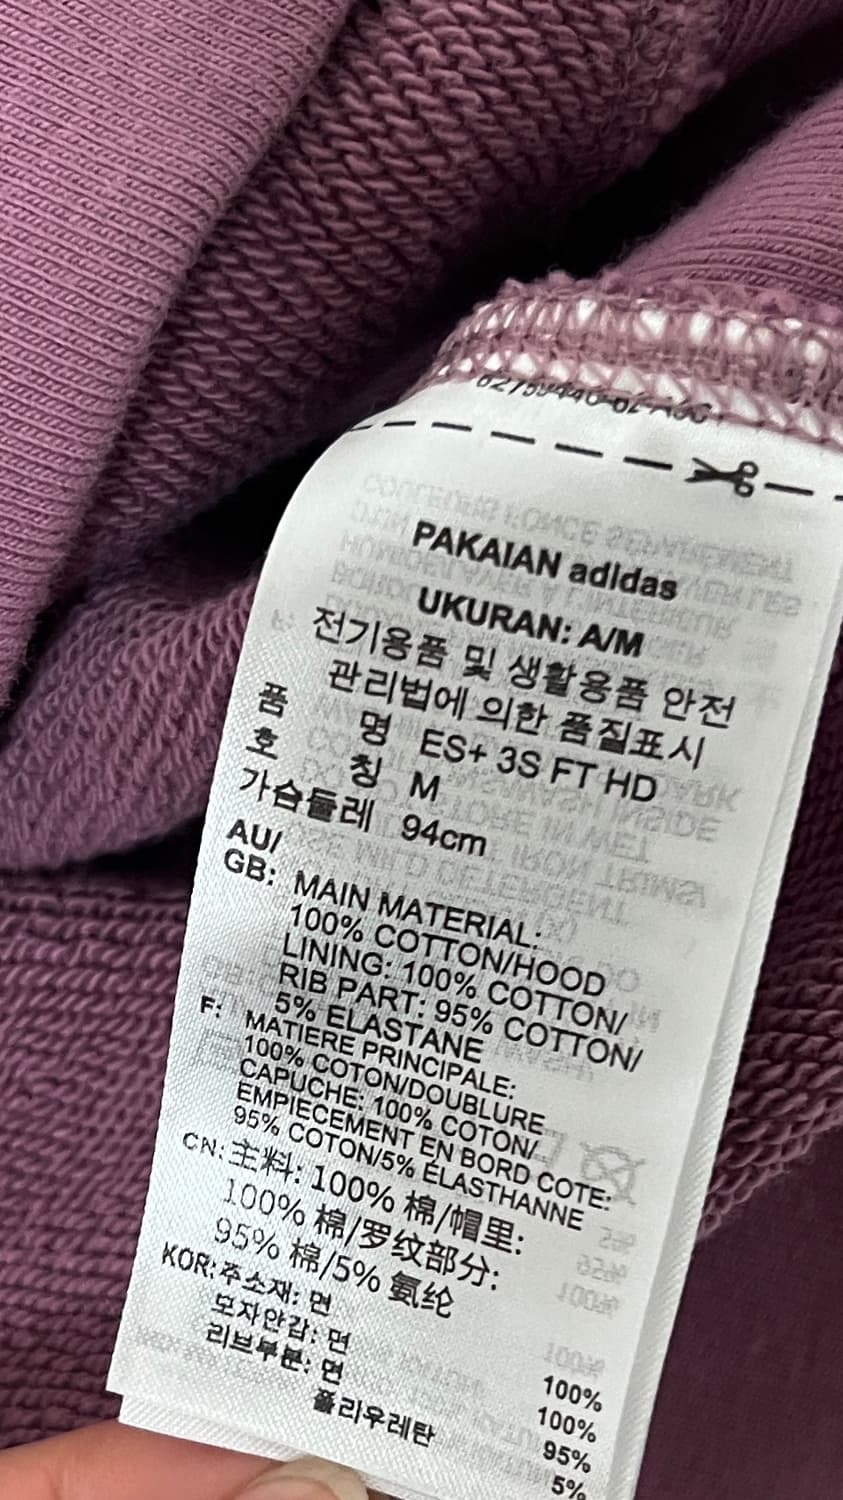 PAKAIAN adidas
UKURAN: A/M
전기용품 및 생활용품 안전
관리법에 의한 품질표시
품 명 ES+ 3S FT HD
호 칭 M
가슴둘레 94cm
AU/
GB: MAIN MATERIAL:
100% COTTON/HOOD
LINING: 100% COTTON/
RIB PART: 95% COTTON/
5% ELASTANE
F: MATIERE PRINCIPALE:
100% COTON/DOUBLURE
CAPUCHE: 100% COTON/
EMPIECEMENT EN BORD COTE:
95% COTON/5% ÉLASTHANNE
CN: 主料: 100% 棉/帽里:
100% 棉/罗纹部分:
95% 棉/5% 氨纶
KOR: 주소재: 면 100%
모자안감: 면 100%
리브부분: 면 95%
폴리우레탄 5%